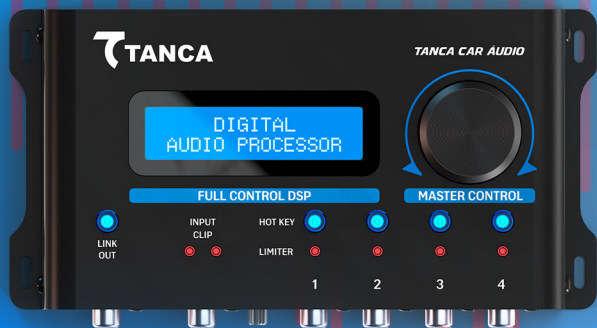 TANCA
TANCA CAR ÁUDIO
DIGITAL
AUDIO PROCESSOR
FULL CONTROL DSP
MASTER CONTROL
LINK
OUT
INPUT
CLIP
HOT KEY
LIMITER
1
2
3
4